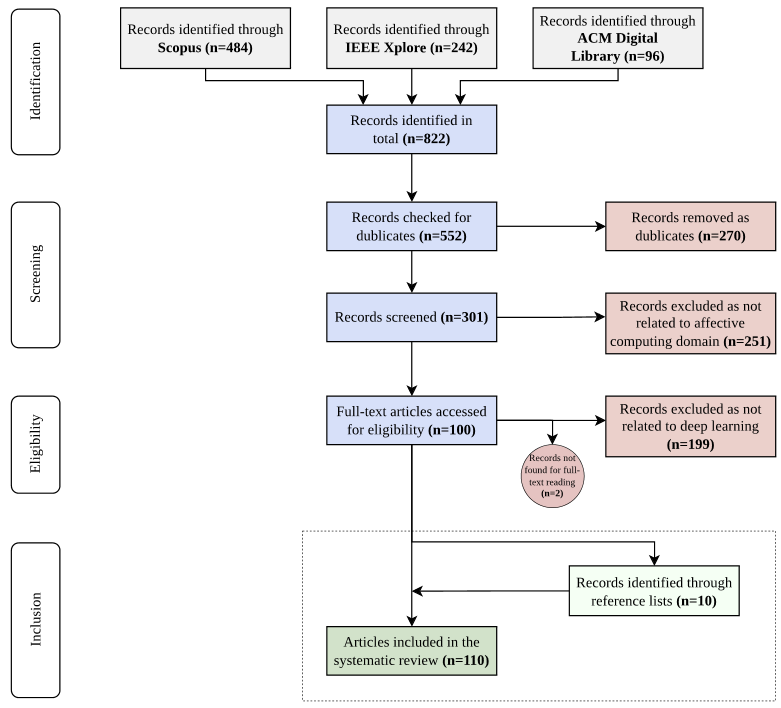 Identification
Records identified through
Scopus (n=484)
Records identified through
IEEE Xplore (n=242)
Records identified through
ACM Digital
Library (n=96)
Records identified in
total (n=822)
Screening
Records checked for
dublicates (n=552)
Records removed as
dublicates (n=270)
Records screened (n=301)
Records excluded as not
related to affective
computing domain (n=251)
Eligibility
Full-text articles accessed
for eligibility (n=100)
Records excluded as not
related to deep learning
(n=199)
Records not
found for full-
text reading
(n=2)
Inclusion
Records identified through
reference lists (n=10)
Articles included in the
systematic review (n=110)